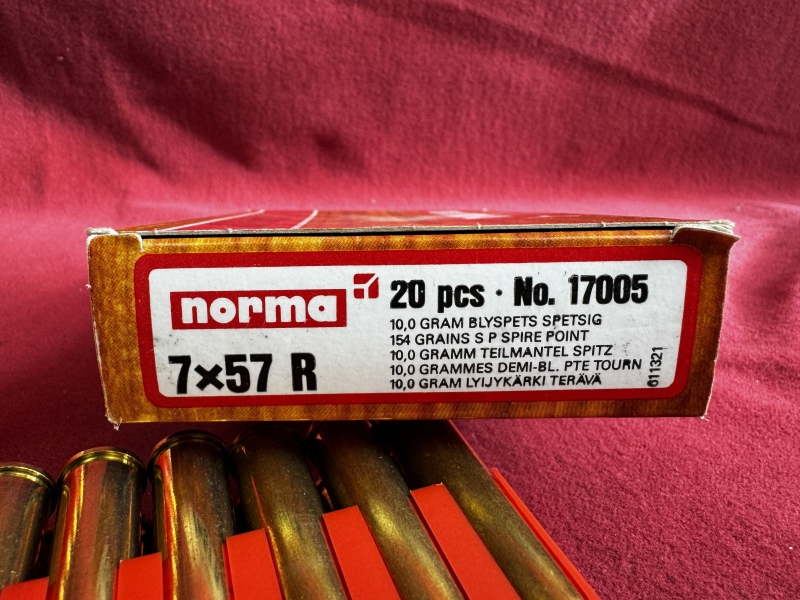 norma
7×57 R
20 pcs · No. 17005
10,0 GRAM BLYSPETS SPETSIG
154 GRAINS S P SPIRE POINT
10,0 GRAMM TEILMANTEL SPITZ
10,0 GRAMMES DEMI-BL. PTE TOURN
10,0 GRAM LYIJYKÄRKI TERÄVÄ
611321